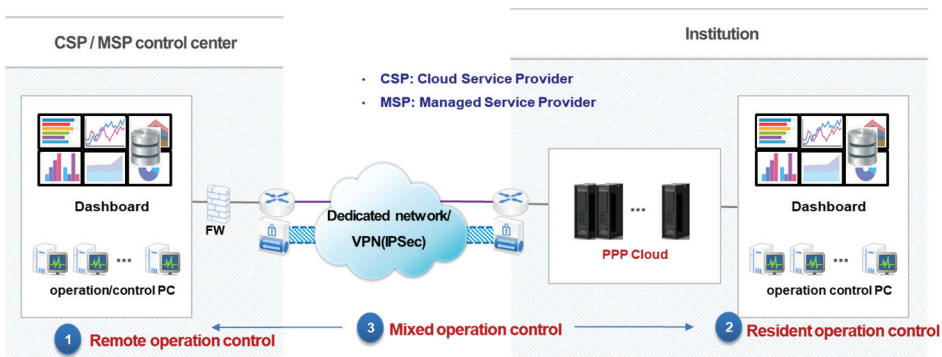 CSP / MSP control center
Institution
• CSP: Cloud Service Provider
• MSP: Managed Service Provider
Dashboard
FW
Dedicated network/
VPN(IPSec)
...
PPP Cloud
Dashboard
...
operation/control PC
...
operation control PC
1 Remote operation control
3 Mixed operation control
2 Resident operation control